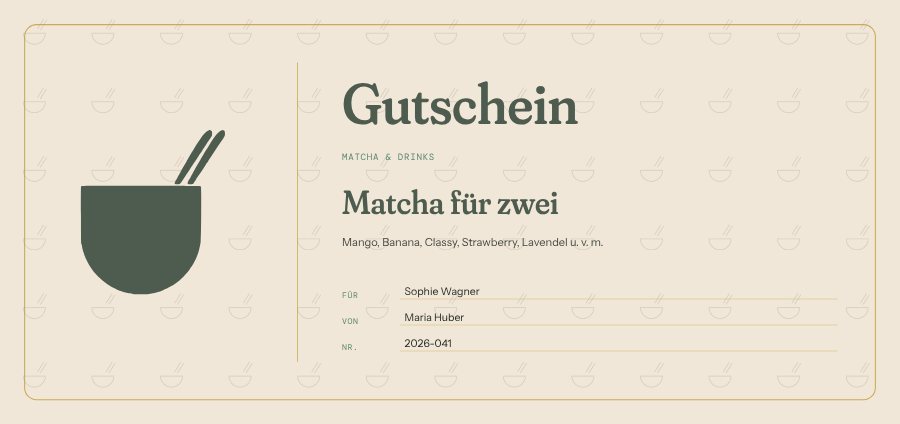 Gutschein
MATCHA & DRINKS
Matcha für zwei
Mango, Banana, Classy, Strawberry, Lavendel u. v. m.
FÜR Sophie Wagner
VON Maria Huber
NR. 2026-041